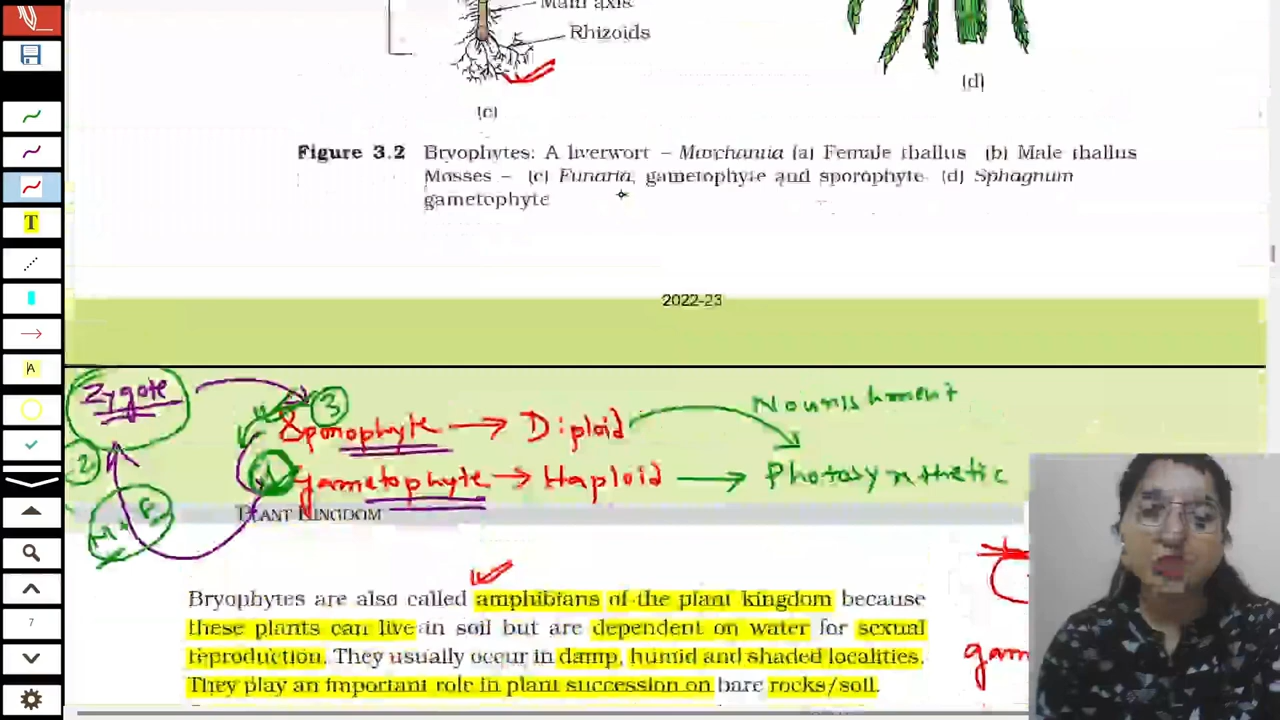 Main axis
Rhizoids
(c)
(d)
Figure 3.2 Bryophytes: A liverwort – Marchantia (a) Female thallus (b) Male thallus
Mosses – (c) Funaria, gametophyte and sporophyte (d) Sphagnum
gametophyte
2022-23
Zygote
3
Nourishment
Sporophyte → Diploid
2
1
gametophyte → Haploid → Photosynthetic
PLANT KINGDOM
Bryophytes are also called amphibians of the plant kingdom because
these plants can live in soil but are dependent on water for sexual
reproduction. They usually occur in damp, humid and shaded localities.
gam
They play an important role in plant succession on bare rocks/soil.
T
A
7